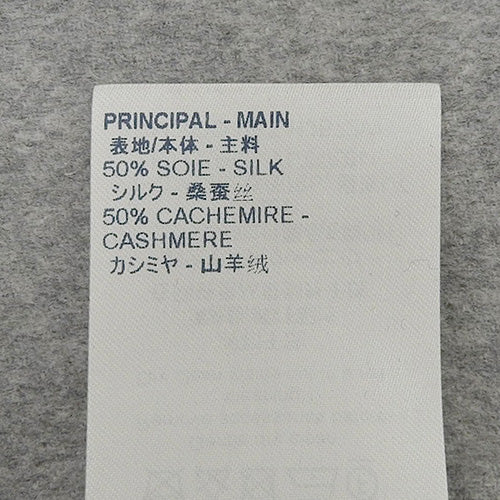 PRINCIPAL - MAIN
表地/本体 - 主料
50% SOIE - SILK
シルク - 桑蚕丝
50% CACHEMIRE -
CASHMERE
カシミヤ - 山羊绒